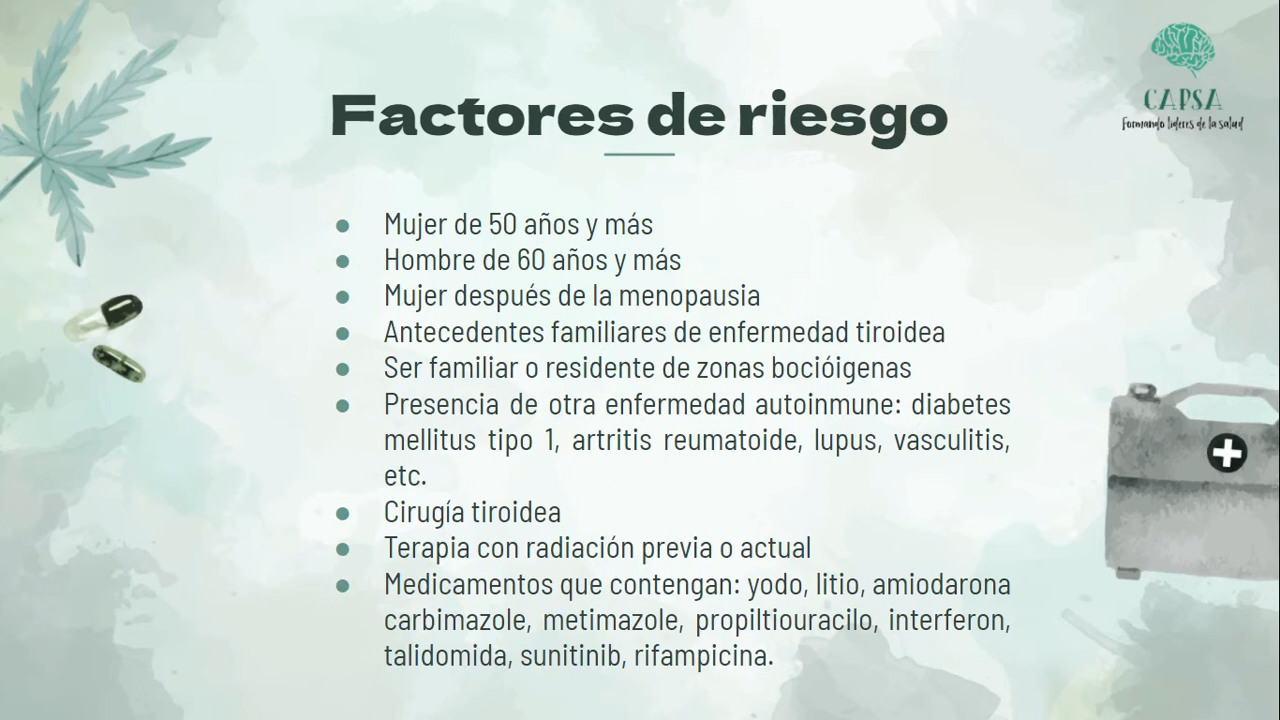 CAPSA
Formando líderes de la salud
Factores de riesgo
● Mujer de 50 años y más
● Hombre de 60 años y más
● Mujer después de la menopausia
● Antecedentes familiares de enfermedad tiroidea
● Ser familiar o residente de zonas bocióigenas
● Presencia de otra enfermedad autoinmune: diabetes
mellitus tipo 1, artritis reumatoide, lupus, vasculitis,
etc.
● Cirugía tiroidea
● Terapia con radiación previa o actual
● Medicamentos que contengan: yodo, litio, amiodarona
carbimazole, metimazole, propiltiouracilo, interferon,
talidomida, sunitinib, rifampicina.